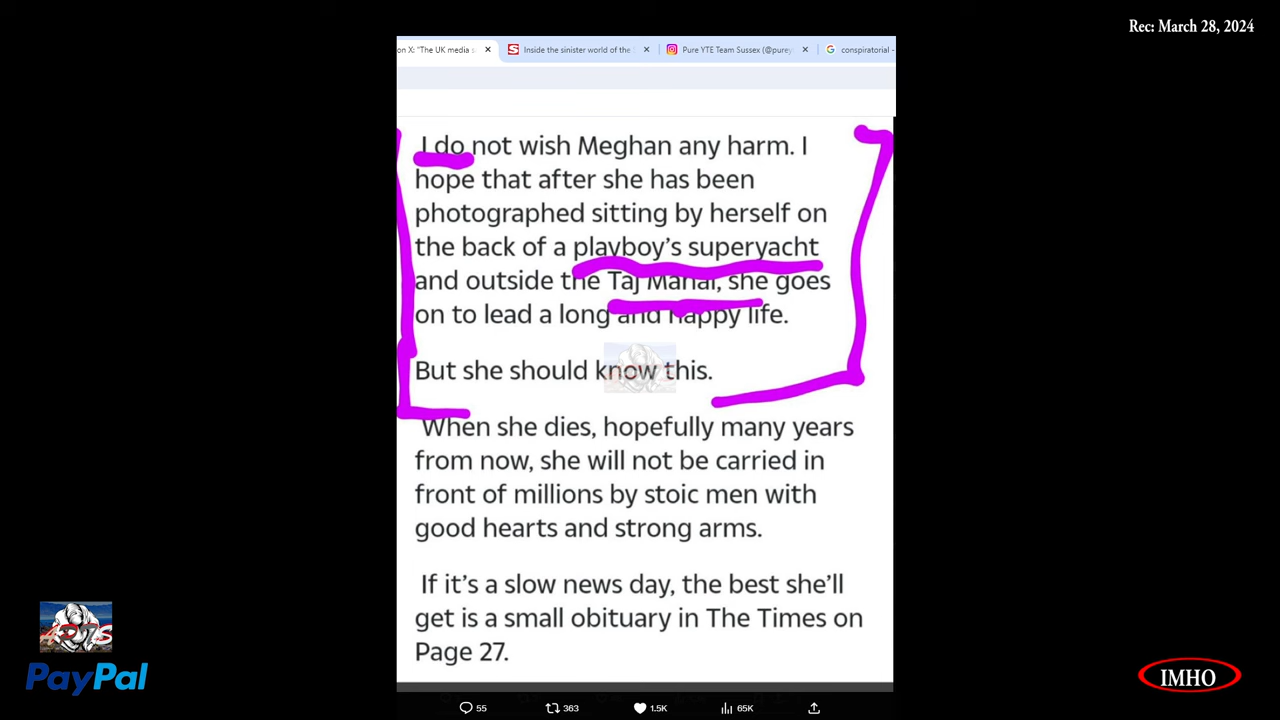 Rec: March 28, 2024
on X: "The UK media s
Inside the sinister world of the
Pure YTE Team Sussex (@purey
conspiratorial -
I do not wish Meghan any harm. I
hope that after she has been
photographed sitting by herself on
the back of a playboy's superyacht
and outside the Taj Mahal, she goes
on to lead a long and happy life.
But she should know this.
When she dies, hopefully many years
from now, she will not be carried in
front of millions by stoic men with
good hearts and strong arms.
If it's a slow news day, the best she'll
get is a small obituary in The Times on
Page 27.
PayPal
IMHO
55
363
1.5K
65K